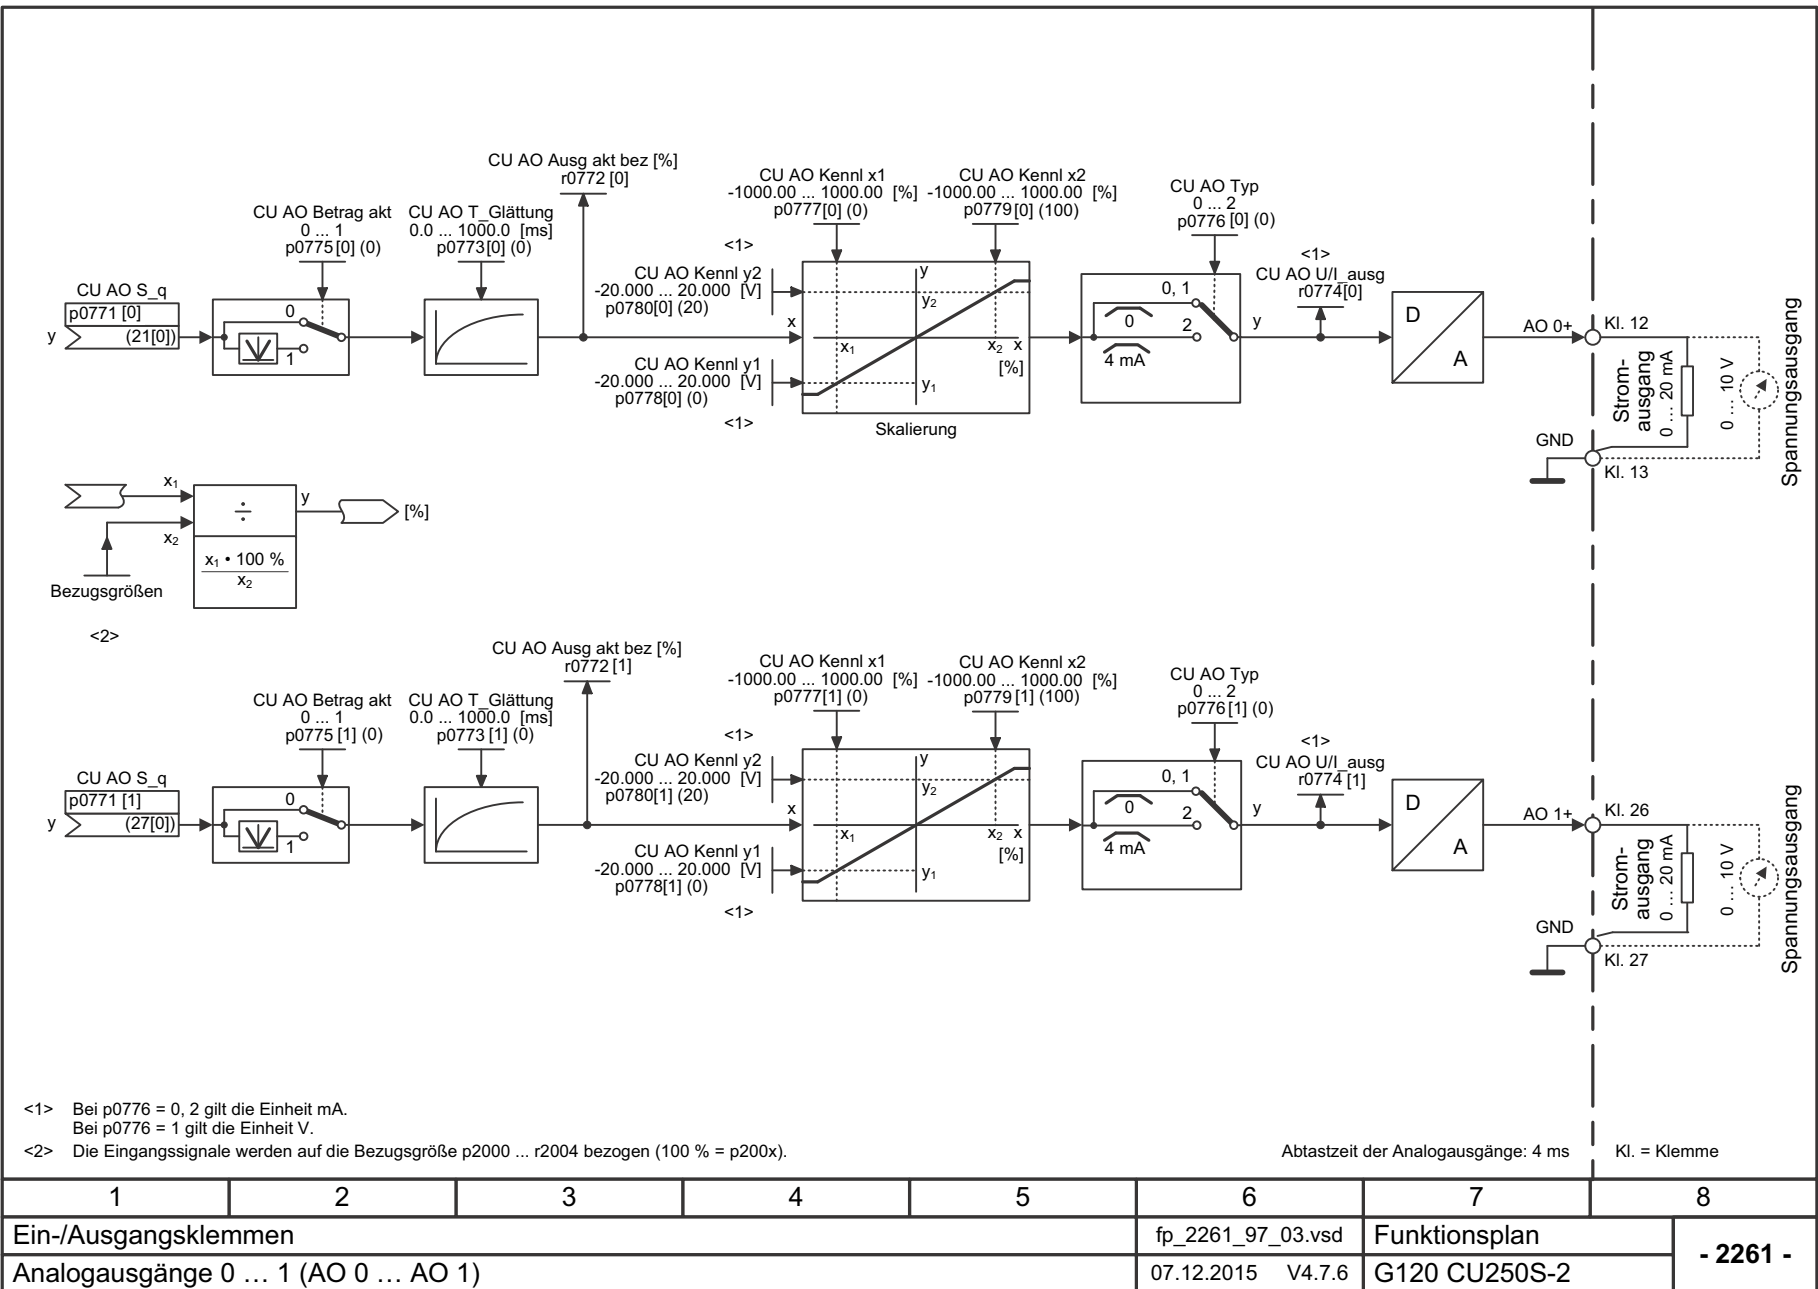 CU AO Ausg akt bez [%]
r0772 [0]
CU AO Kennl x1
-1000.00 ... 1000.00 [%]
p0777[0] (0)
CU AO Kennl x2
-1000.00 ... 1000.00 [%]
p0779[0] (100)
CU AO Typ
0 ... 2
p0776 [0] (0)
CU AO Betrag akt
0 ... 1
p0775[0] (0)
CU AO T_Glättung
0.0 ... 1000.0 [ms]
p0773[0] (0)
<1>
CU AO Kennl y2
-20.000 ... 20.000 [V]
p0780[0] (20)
<1>
CU AO U/I_ausg
r0774[0]
CU AO S_q
p0771 [0]
(21[0])
y
0
1
x
CU AO Kennl y1
-20.000 ... 20.000 [V]
p0778[0] (0)
<1>
y
y2
x1
x2 x
[%]
y1
Skalierung
0, 1
0
2
4 mA
y
D
A
AO 0+
Kl. 12
Strom-
ausgang
0 ... 20 mA
0 ... 10 V
Spannungsausgang
GND
Kl. 13
x1
x2
÷
y
[%]
x1 • 100 %
x2
Bezugsgrößen
<2>
CU AO Ausg akt bez [%]
r0772 [1]
CU AO Kennl x1
-1000.00 ... 1000.00 [%]
p0777[1] (0)
CU AO Kennl x2
-1000.00 ... 1000.00 [%]
p0779 [1] (100)
CU AO Typ
0 ... 2
p0776[1] (0)
CU AO Betrag akt
0 ... 1
p0775 [1] (0)
CU AO T_Glättung
0.0 ... 1000.0 [ms]
p0773 [1] (0)
<1>
CU AO Kennl y2
-20.000 ... 20.000 [V]
p0780[1] (20)
<1>
CU AO U/I_ausg
r0774 [1]
CU AO S_q
p0771 [1]
(27[0])
y
0
1
x
CU AO Kennl y1
-20.000 ... 20.000 [V]
p0778[1] (0)
<1>
y
y2
x1
x2 x
[%]
y1
0, 1
0
2
4 mA
y
D
A
AO 1+
Kl. 26
Strom-
ausgang
0 ... 20 mA
0 ... 10 V
Spannungsausgang
GND
Kl. 27
<1> Bei p0776 = 0, 2 gilt die Einheit mA.
Bei p0776 = 1 gilt die Einheit V.
<2> Die Eingangssignale werden auf die Bezugsgröße p2000 ... r2004 bezogen (100 % = p200x).
Abtastzeit der Analogausgänge: 4 ms
Kl. = Klemme
1 2 3 4 5 6 7 8
Ein-/Ausgangsklemmen
fp_2261_97_03.vsd
Funktionsplan
- 2261 -
Analogausgänge 0 … 1 (AO 0 … AO 1)
07.12.2015 V4.7.6
G120 CU250S-2